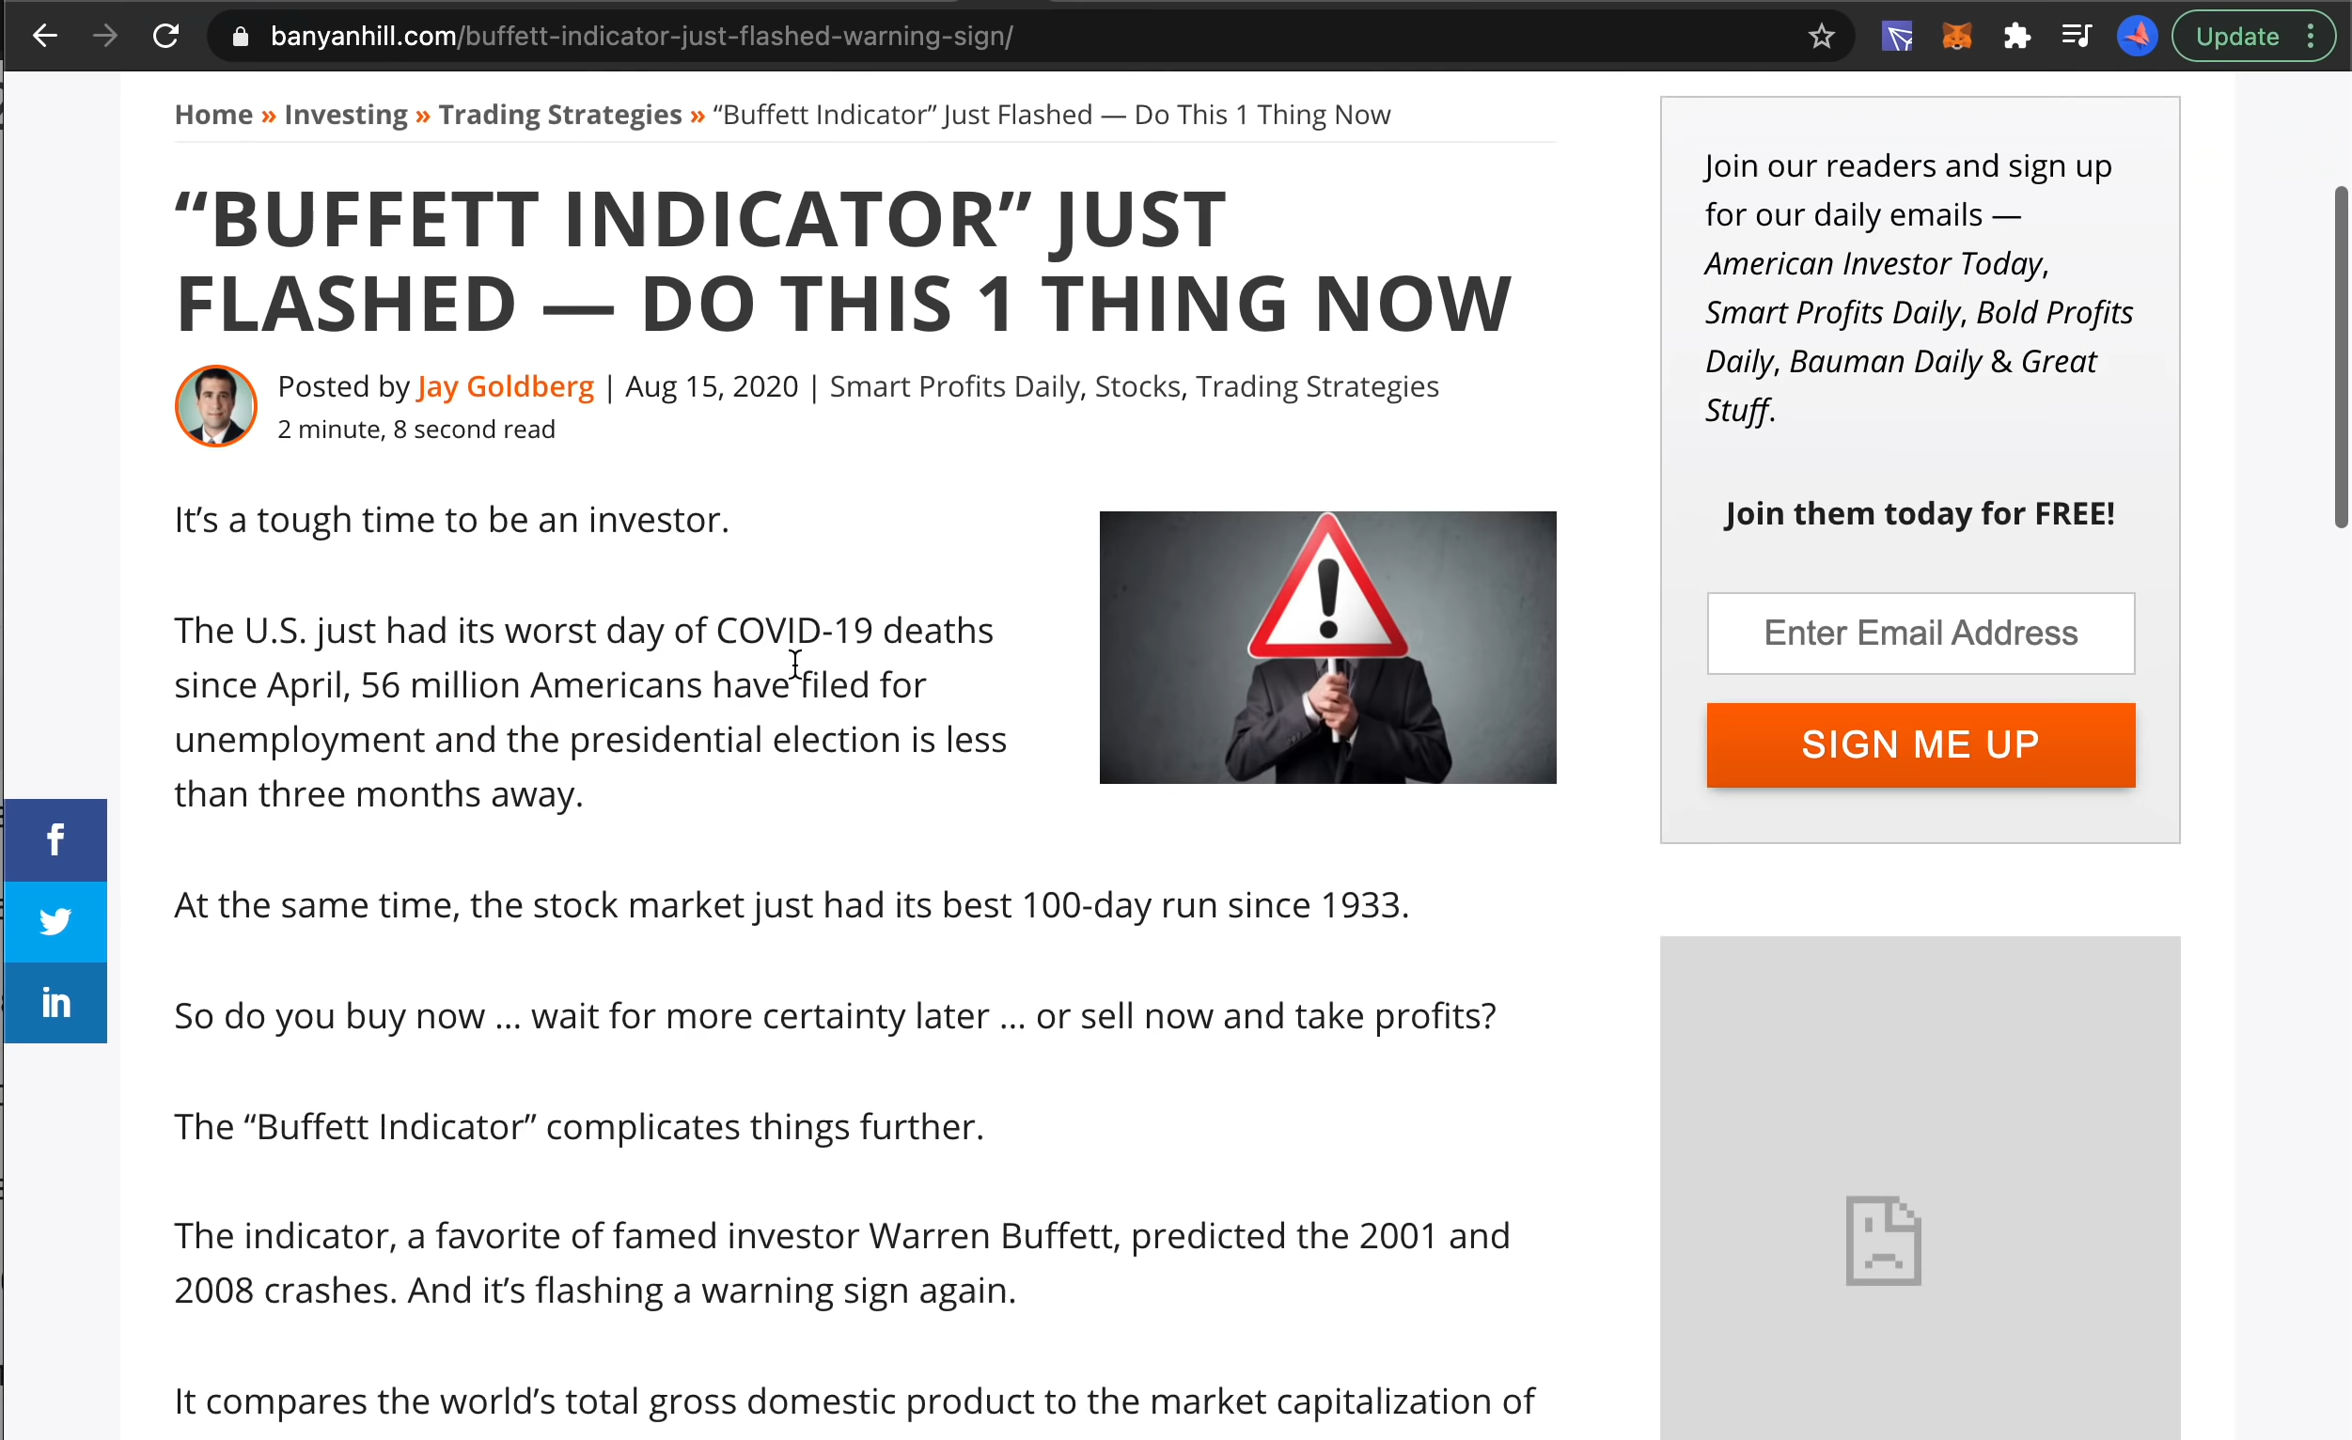 banyanhill.com/buffett-indicator-just-flashed-warning-sign/
Update
Home » Investing » Trading Strategies » “Buffett Indicator” Just Flashed — Do This 1 Thing Now
“BUFFETT INDICATOR” JUST
FLASHED — DO THIS 1 THING NOW
Posted by Jay Goldberg | Aug 15, 2020 | Smart Profits Daily, Stocks, Trading Strategies
2 minute, 8 second read
It’s a tough time to be an investor.
The U.S. just had its worst day of COVID-19 deaths
since April, 56 million Americans have filed for
unemployment and the presidential election is less
than three months away.
At the same time, the stock market just had its best 100-day run since 1933.
So do you buy now ... wait for more certainty later ... or sell now and take profits?
The “Buffett Indicator” complicates things further.
The indicator, a favorite of famed investor Warren Buffett, predicted the 2001 and
2008 crashes. And it’s flashing a warning sign again.
It compares the world’s total gross domestic product to the market capitalization of
Join our readers and sign up
for our daily emails —
American Investor Today,
Smart Profits Daily, Bold Profits
Daily, Bauman Daily & Great
Stuff.
Join them today for FREE!
Enter Email Address
SIGN ME UP
f
in